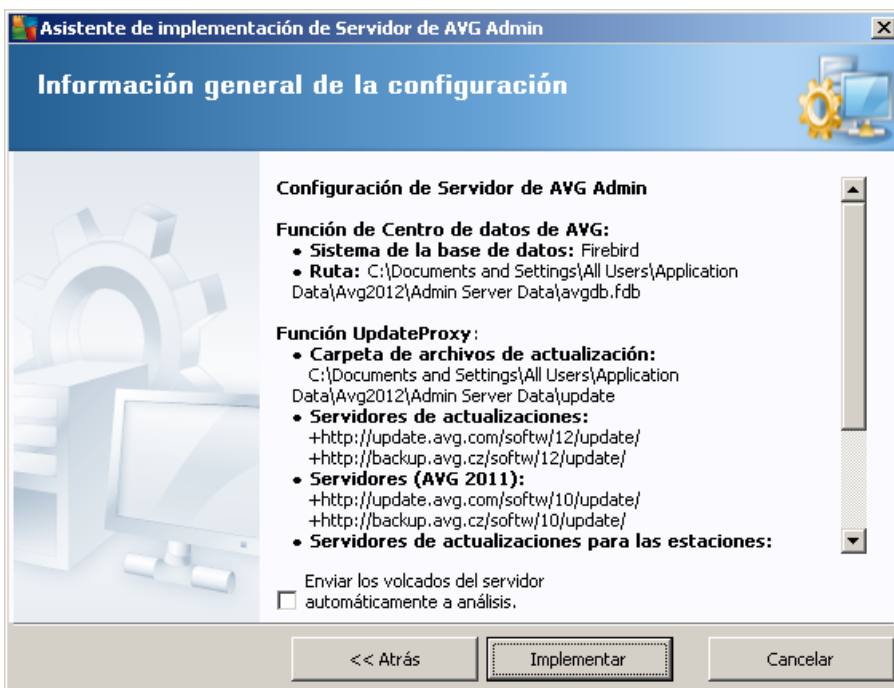 Asistente de implementación de Servidor de AVG Admin
Información general de la configuración
Configuración de Servidor de AVG Admin
Función de Centro de datos de AVG:
• Sistema de la base de datos: Firebird
• Ruta: C:\Documents and Settings\All Users\Application
Data\Avg2012\Admin Server Data\avgdb.fdb
Función UpdateProxy:
• Carpeta de archivos de actualización:
C:\Documents and Settings\All Users\Application
Data\Avg2012\Admin Server Data\update
• Servidores de actualizaciones:
+http://update.avg.com/softw/12/update/
+http://backup.avg.cz/softw/12/update/
• Servidores (AVG 2011):
+http://update.avg.com/softw/10/update/
+http://backup.avg.cz/softw/10/update/
• Servidores de actualizaciones para las estaciones:
Enviar los volcados del servidor
automáticamente a análisis.
<< Atrás
Implementar
Cancelar